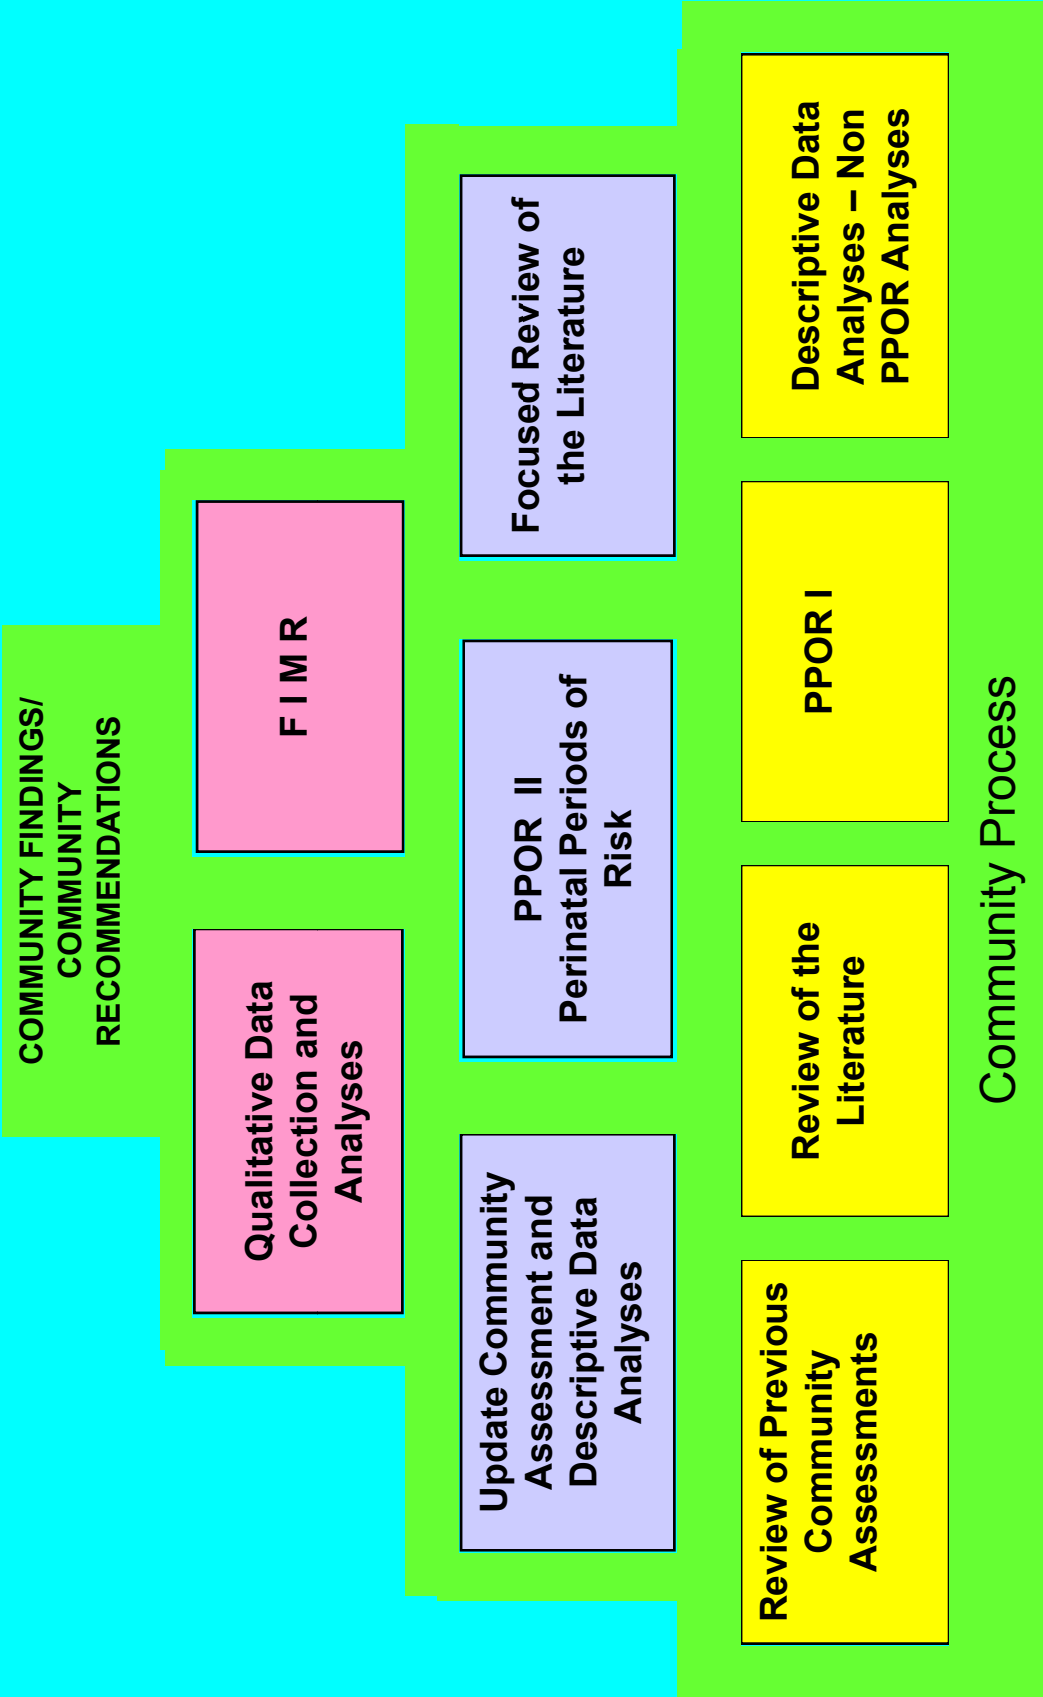 COMMUNITY FINDINGS/
COMMUNITY
RECOMMENDATIONS
Qualitative Data
Collection and
Analyses
F I M R
Update Community
Assessment and
Descriptive Data
Analyses
PPOR II
Perinatal Periods of
Risk
Focused Review of
the Literature
Review of Previous
Community
Assessments
Review of the
Literature
PPOR I
Descriptive Data
Analyses – Non
PPOR Analyses
Community Process